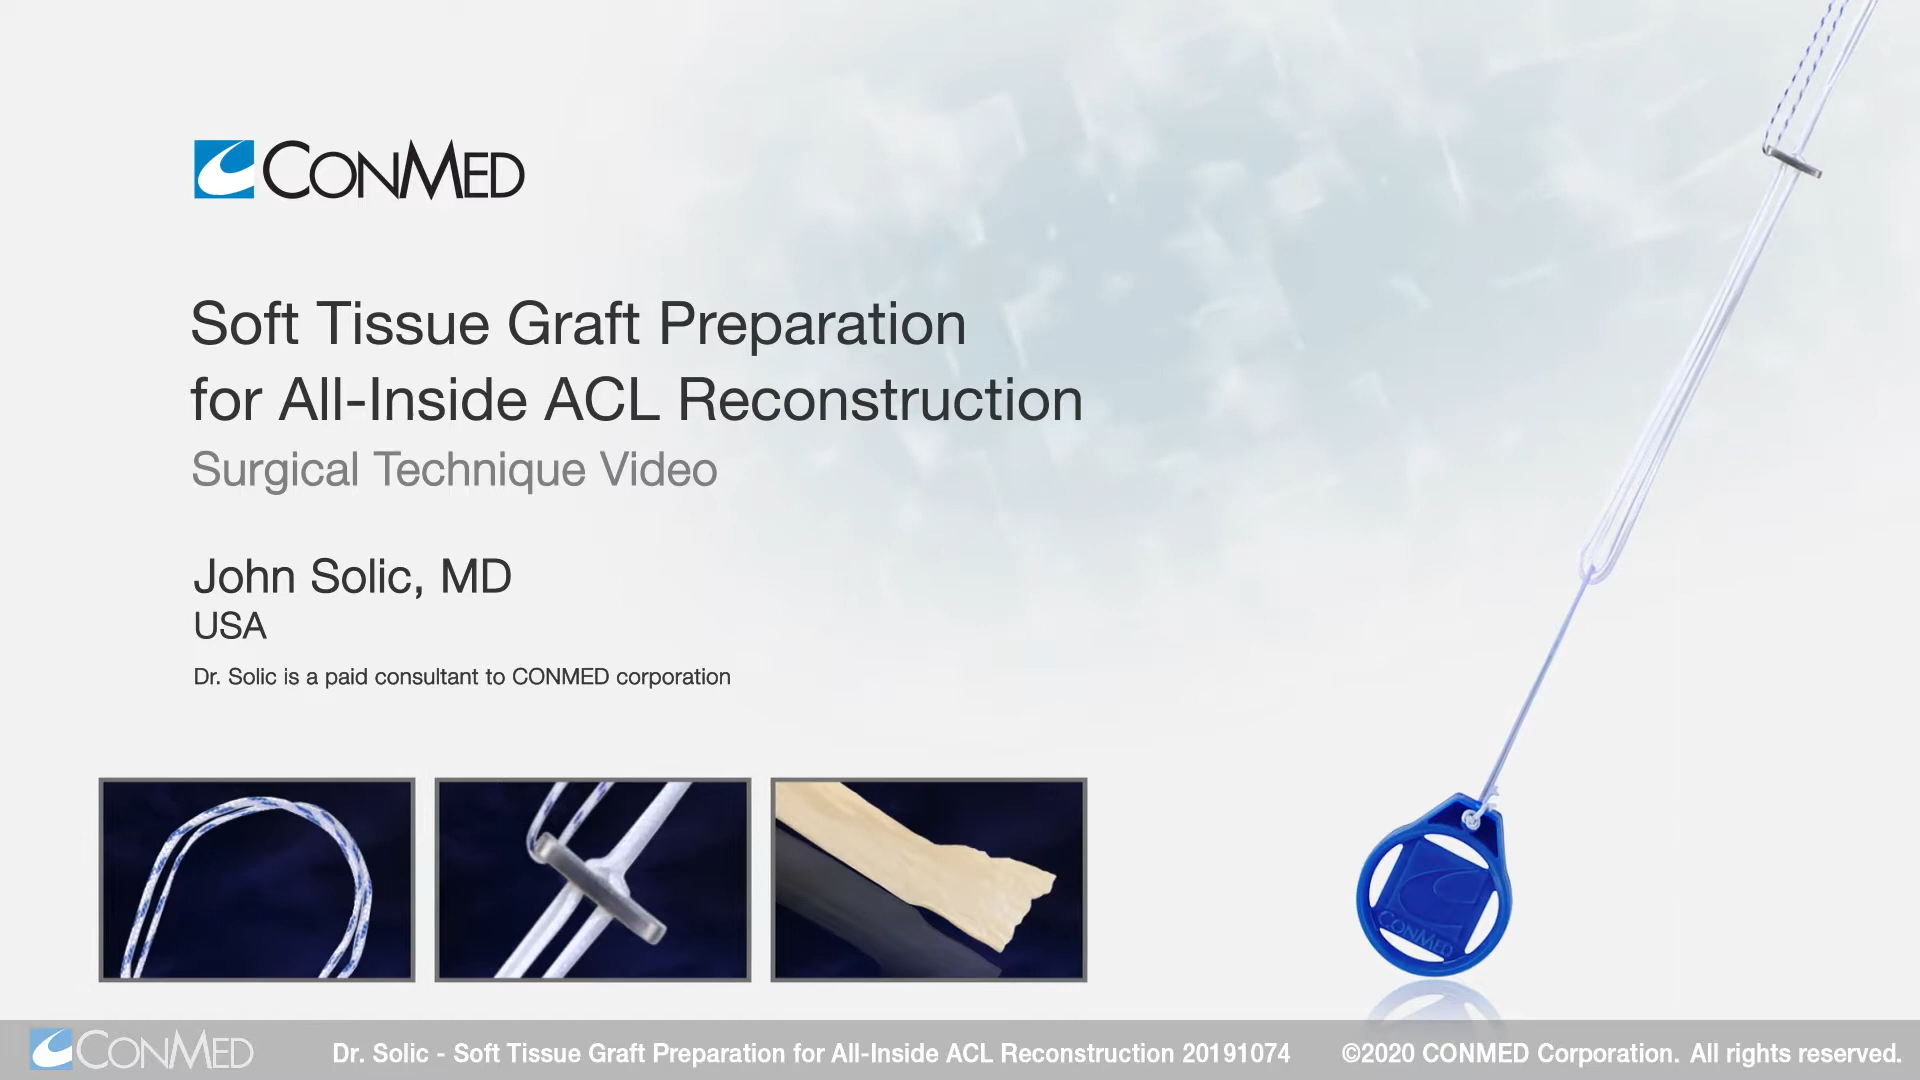 CONMED
Soft Tissue Graft Preparation
for All-Inside ACL Reconstruction
Surgical Technique Video
John Solic, MD
USA
Dr. Solic is a paid consultant to CONMED corporation
CONMED
CONMED
Dr. Solic - Soft Tissue Graft Preparation for All-Inside ACL Reconstruction 20191074
©2020 CONMED Corporation. All rights reserved.